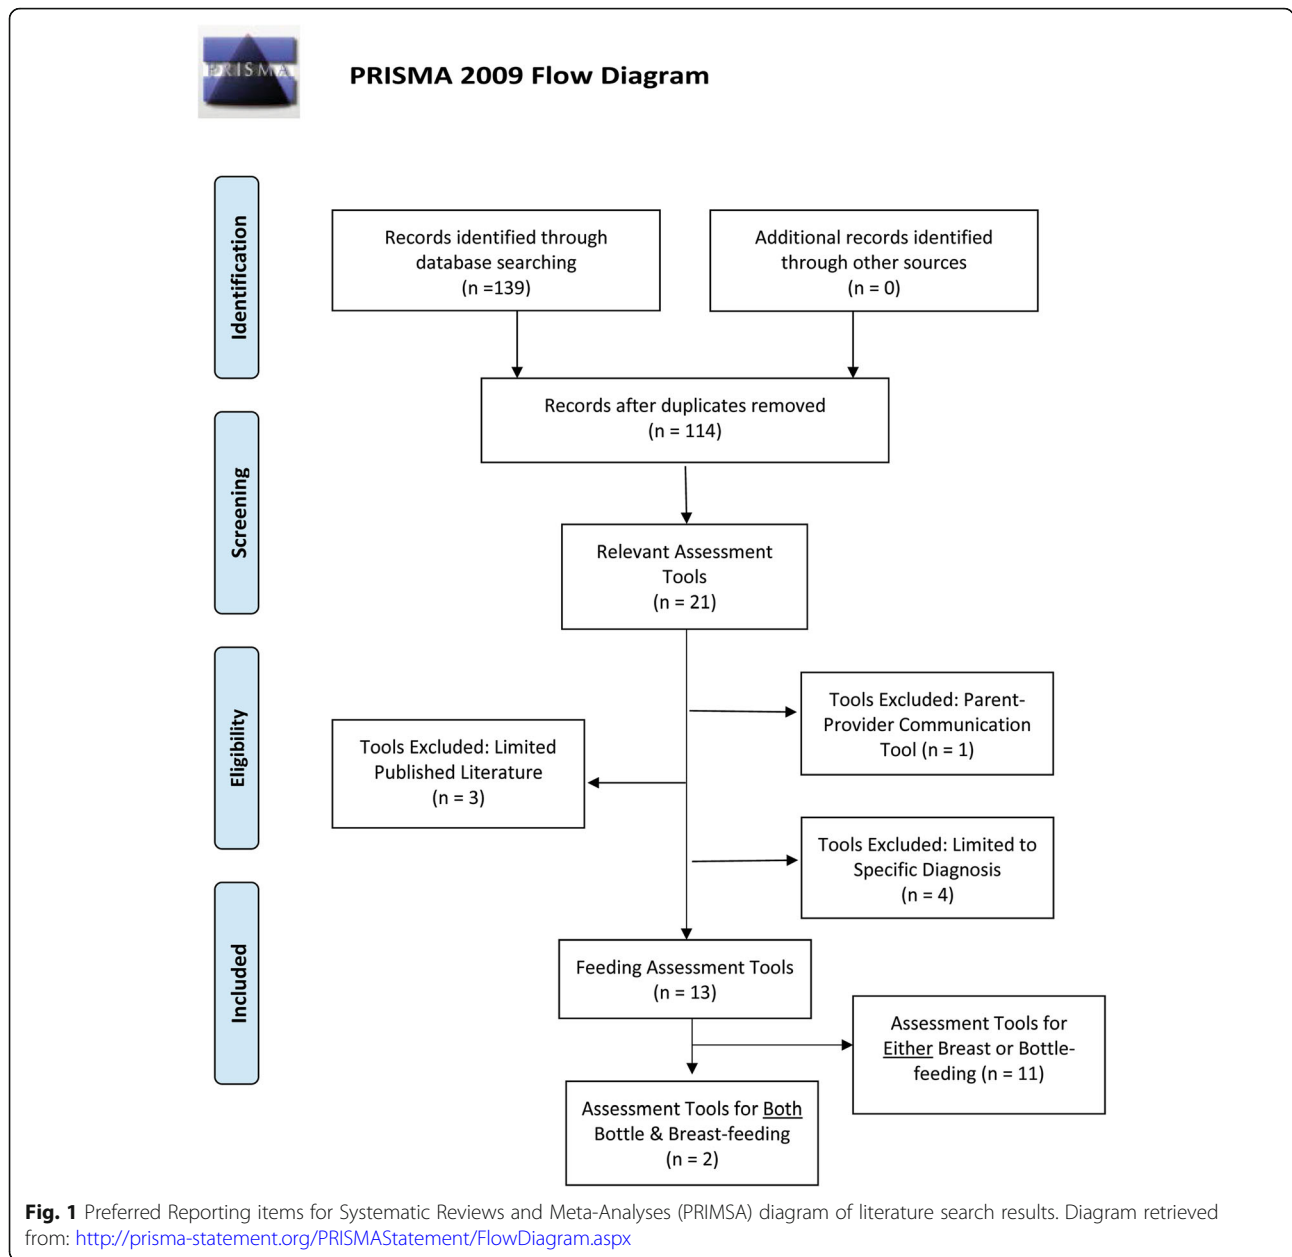 PRISMA
PRISMA 2009 Flow Diagram
Identification
Records identified through
database searching
(n =139)
Additional records identified
through other sources
(n = 0)
Records after duplicates removed
(n = 114)
Screening
Relevant Assessment
Tools
(n = 21)
Eligibility
Tools Excluded: Parent-
Provider Communication
Tool (n = 1)
Tools Excluded: Limited
Published Literature
(n = 3)
Tools Excluded: Limited to
Specific Diagnosis
(n = 4)
Included
Feeding Assessment Tools
(n = 13)
Assessment Tools for
Either Breast or Bottle-
feeding (n = 11)
Assessment Tools for Both
Bottle & Breast-feeding
(n = 2)
Fig. 1 Preferred Reporting items for Systematic Reviews and Meta-Analyses (PRIMSA) diagram of literature search results. Diagram retrieved
from: http://prisma-statement.org/PRISMAStatement/FlowDiagram.aspx